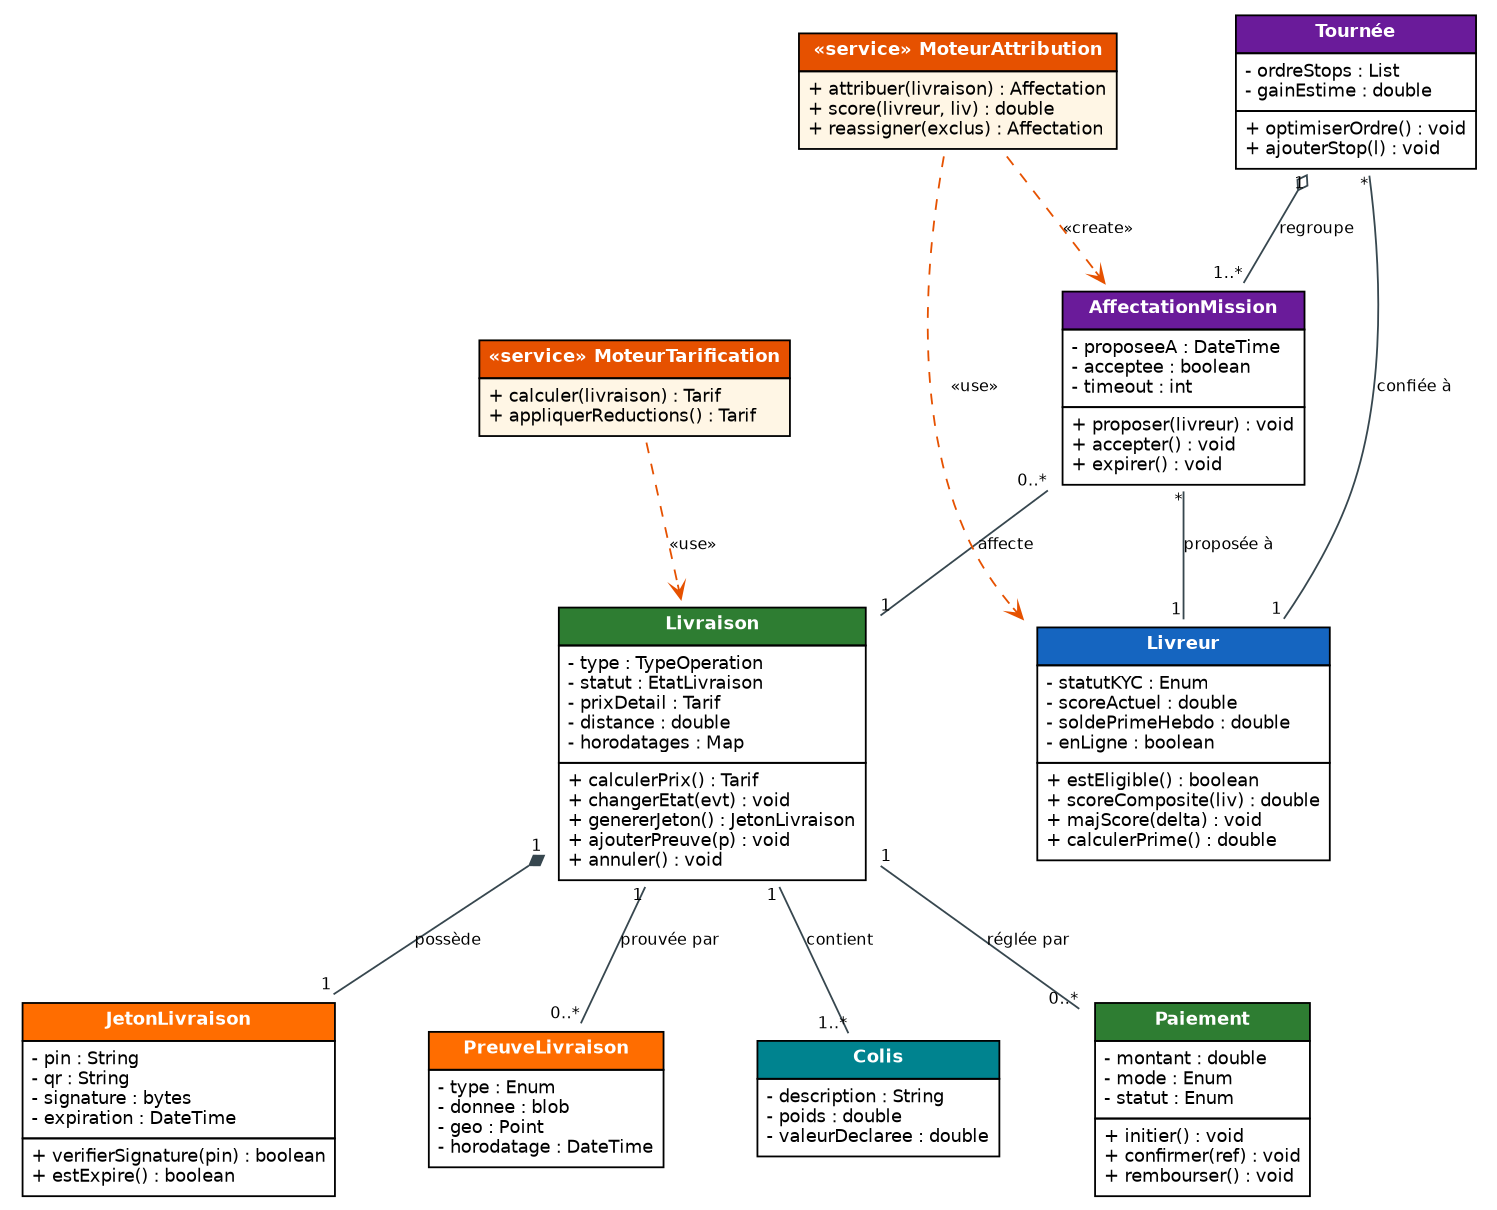 Tournée
- ordreStops : List
- gainEstime : double
+ optimiserOrdre() : void
+ ajouterStop(l) : void
«service» MoteurAttribution
+ attribuer(livraison) : Affectation
+ score(livreur, liv) : double
+ reassigner(exclus) : Affectation
1
*
«create»
regroupe
1..*
AffectationMission
- proposeeA : DateTime
- acceptee : boolean
- timeout : int
+ proposer(livreur) : void
+ accepter() : void
+ expirer() : void
«use»
confiée à
«service» MoteurTarification
+ calculer(livraison) : Tarif
+ appliquerReductions() : Tarif
0..*
*
«use»
affecte
proposée à
1
1
1
Livraison
- type : TypeOperation
- statut : EtatLivraison
- prixDetail : Tarif
- distance : double
- horodatages : Map
+ calculerPrix() : Tarif
+ changerEtat(evt) : void
+ genererJeton() : JetonLivraison
+ ajouterPreuve(p) : void
+ annuler() : void
Livreur
- statutKYC : Enum
- scoreActuel : double
- soldePrimeHebdo : double
- enLigne : boolean
+ estEligible() : boolean
+ scoreComposite(liv) : double
+ majScore(delta) : void
+ calculerPrime() : double
1
1
1
1
possède
prouvée par
contient
réglée par
1
0..*
1..*
0..*
JetonLivraison
- pin : String
- qr : String
- signature : bytes
- expiration : DateTime
+ verifierSignature(pin) : boolean
+ estExpire() : boolean
PreuveLivraison
- type : Enum
- donnee : blob
- geo : Point
- horodatage : DateTime
Colis
- description : String
- poids : double
- valeurDeclaree : double
Paiement
- montant : double
- mode : Enum
- statut : Enum
+ initier() : void
+ confirmer(ref) : void
+ rembourser() : void